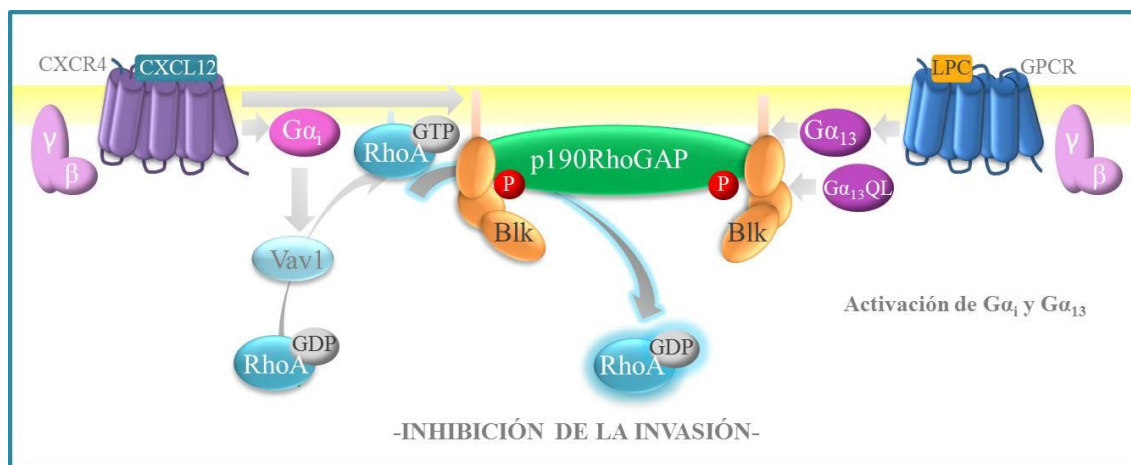 CXCR4
CXCL12
γ
β
Gαi
RhoA
GTP
p190RhoGAP
P
P
Blk
Blk
Vav1
RhoA
GDP
RhoA
GDP
LPC
GPCR
Gα13
Gα13QL
γ
β
Activación de Gαi y Gα13
-INHIBICIÓN DE LA INVASIÓN-